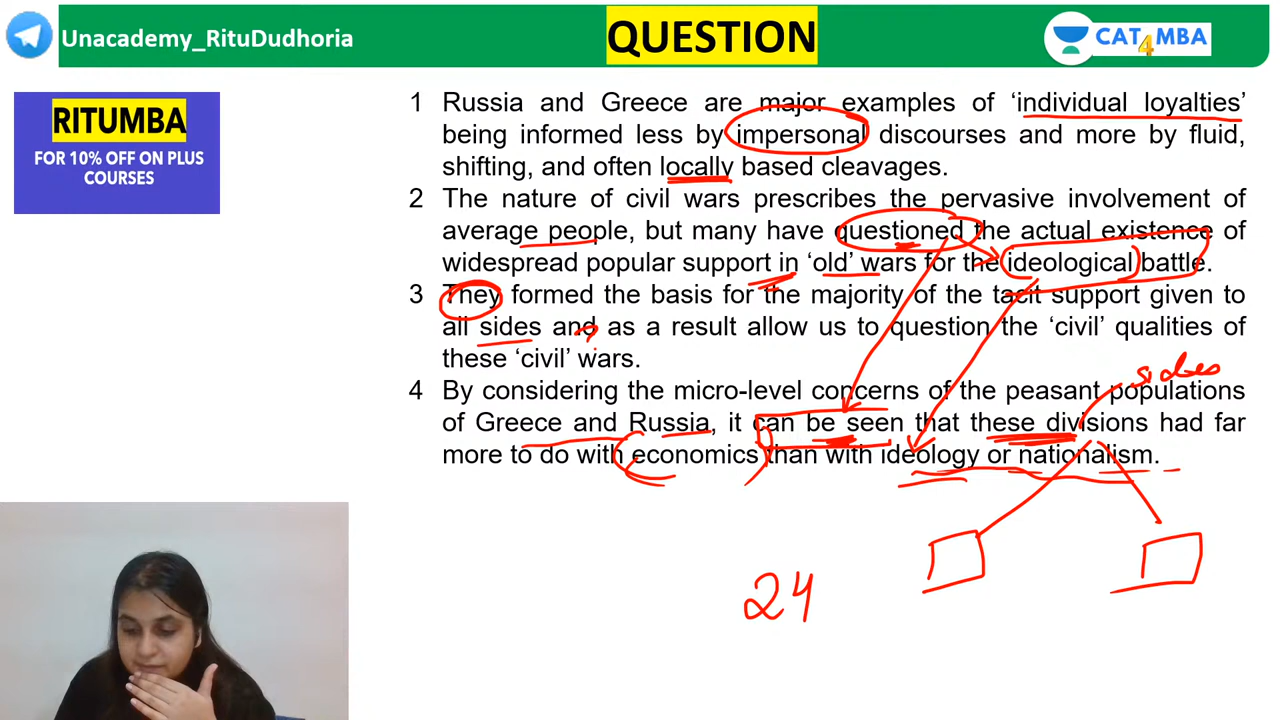 Unacademy_RituDudhoria
QUESTION
CAT4MBA
RITUMBA
FOR 10% OFF ON PLUS
COURSES
1 Russia and Greece are major examples of ‘individual loyalties’
being informed less by impersonal discourses and more by fluid,
shifting, and often locally based cleavages.
2 The nature of civil wars prescribes the pervasive involvement of
average people, but many have questioned the actual existence of
widespread popular support in ‘old’ wars for the ideological battle.
3 They formed the basis for the majority of the tacit support given to
all sides and as a result allow us to question the ‘civil’ qualities of
these ‘civil’ wars.
4 By considering the micro-level concerns of the peasant populations
of Greece and Russia, it can be seen that these divisions had far
more to do with economics than with ideology or nationalism.
sides
24